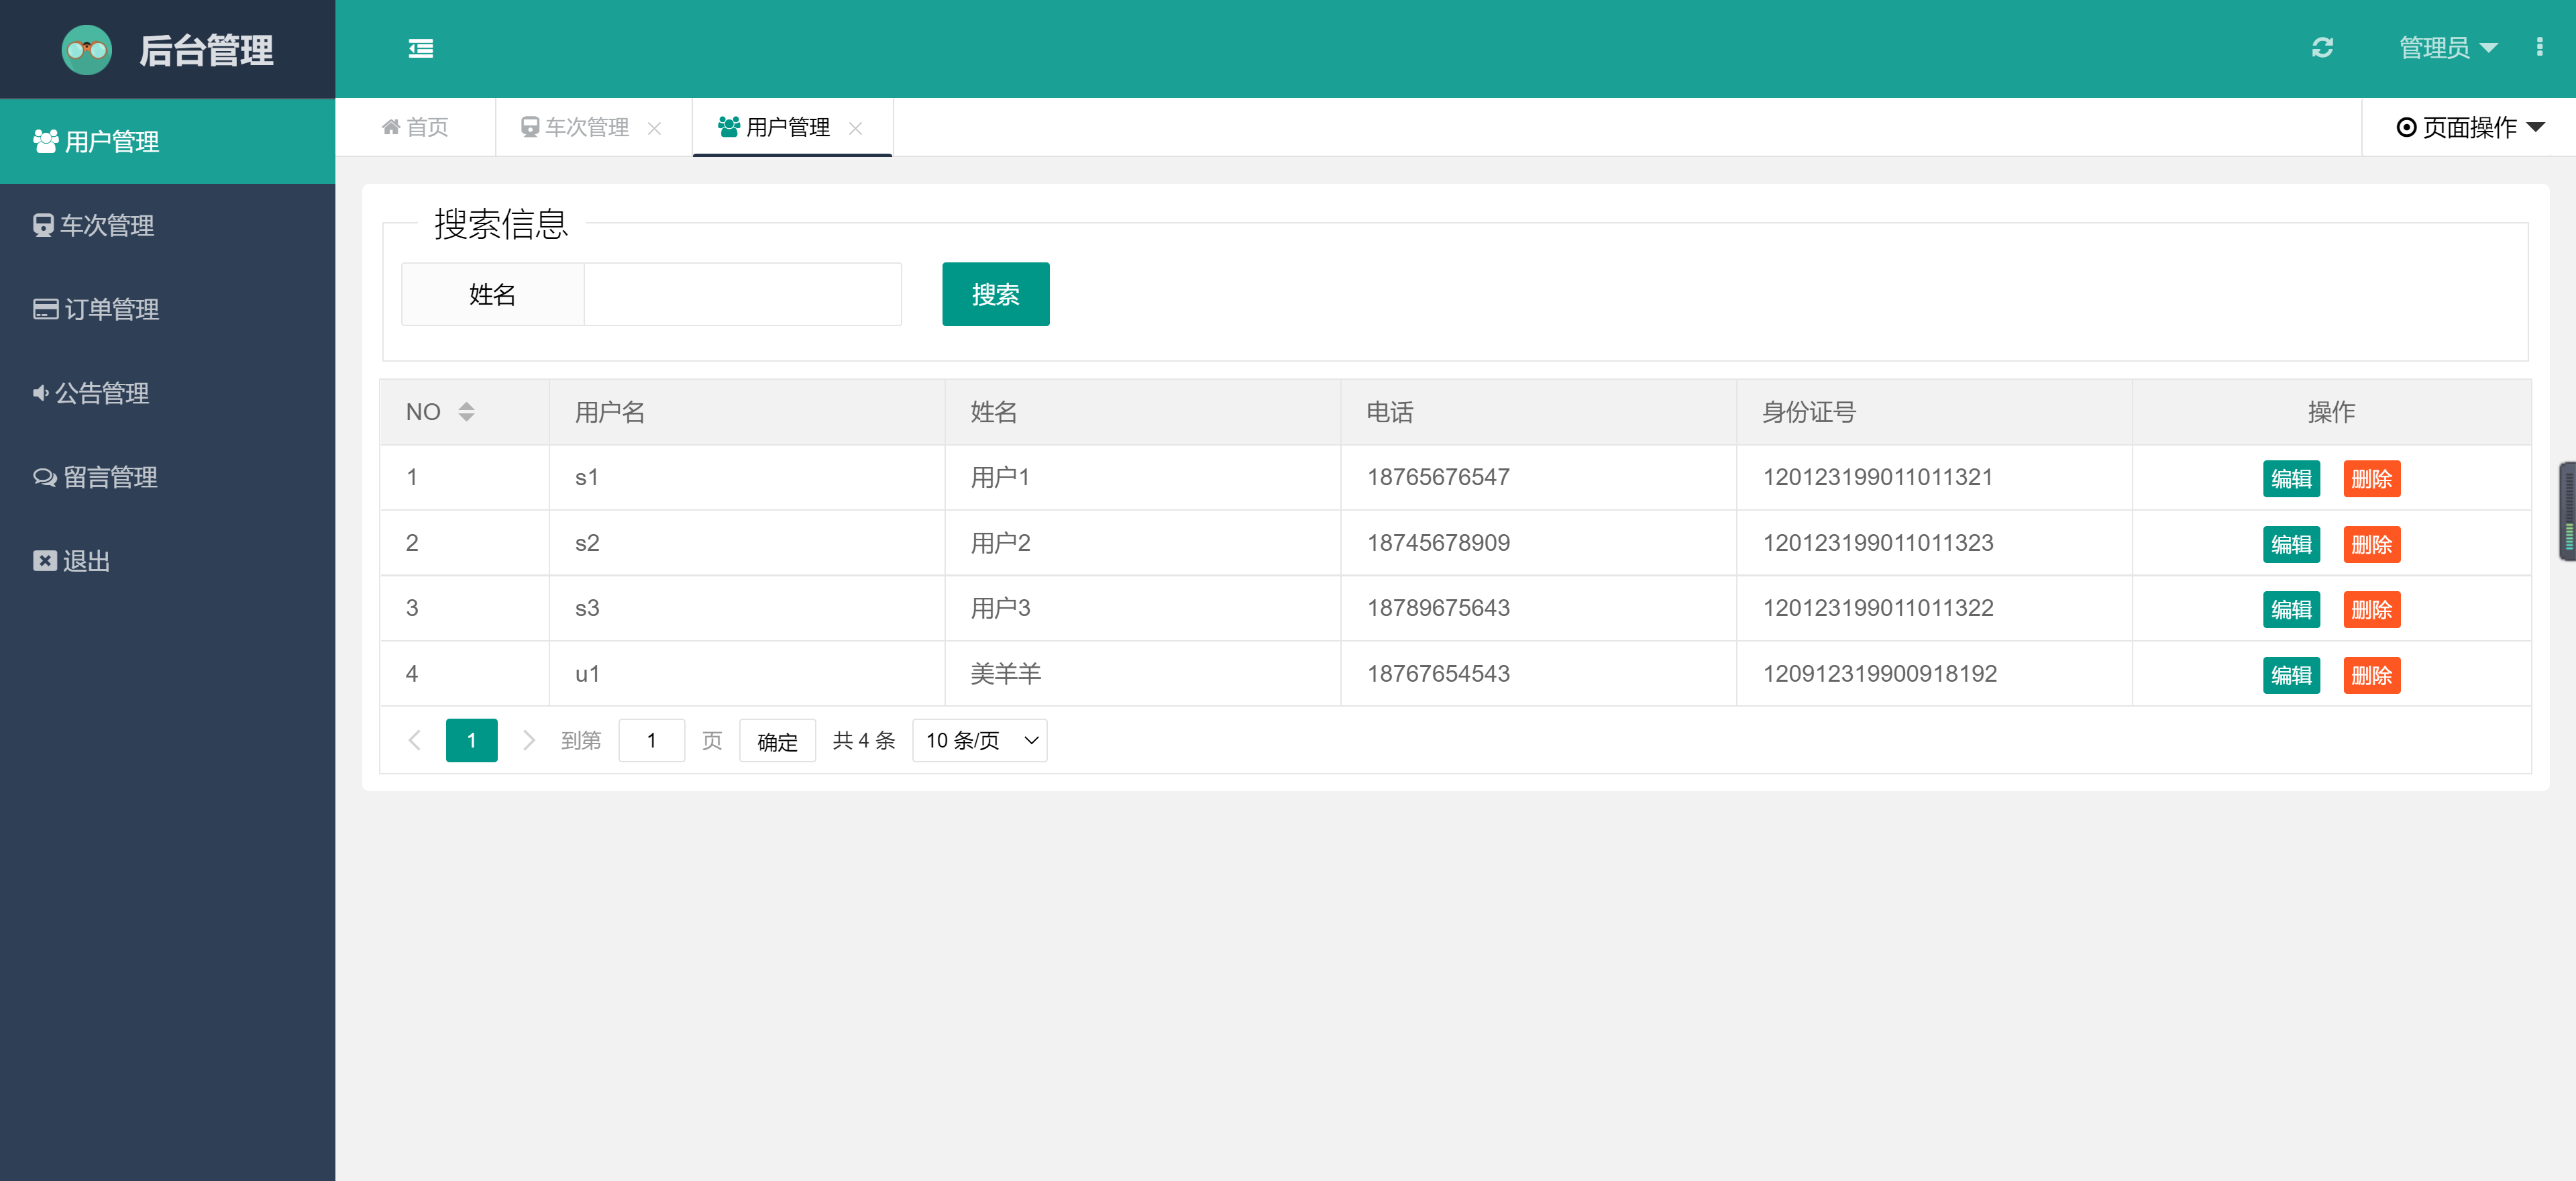 后台管理
管理员
用户管理
车次管理
订单管理
公告管理
留言管理
退出
首页 车次管理 用户管理 页面操作
搜索信息
姓名 搜索
NO 用户名 姓名 电话 身份证号 操作
1 s1 用户1 18765676547 120123199011011321 编辑 删除
2 s2 用户2 18745678909 120123199011011323 编辑 删除
3 s3 用户3 18789675643 120123199011011322 编辑 删除
4 u1 美羊羊 18767654543 120912319900918192 编辑 删除
1 到第 1 页 确定 共 4 条 10 条/页